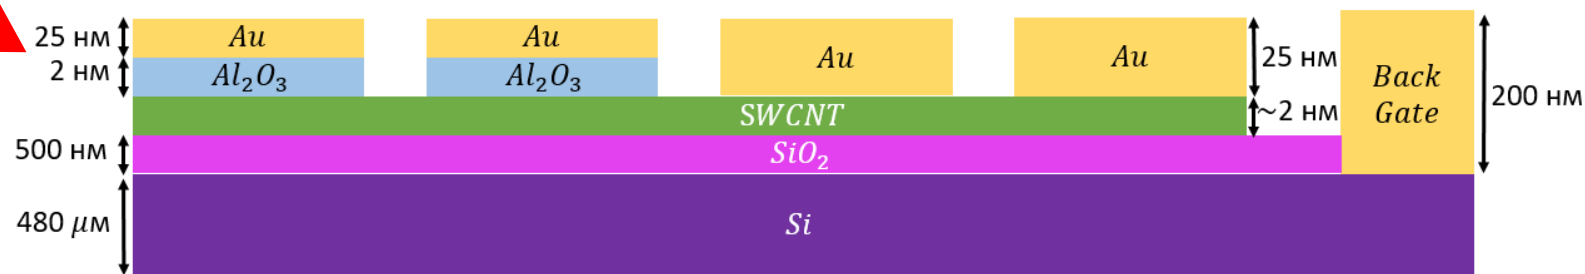 25 нм
2 нм
500 нм
480 μм
Au
Al₂O₃
Au
Al₂O₃
Au
Au
25 нм
~2 нм
Back
Gate
200 нм
SWCNT
SiO₂
Si